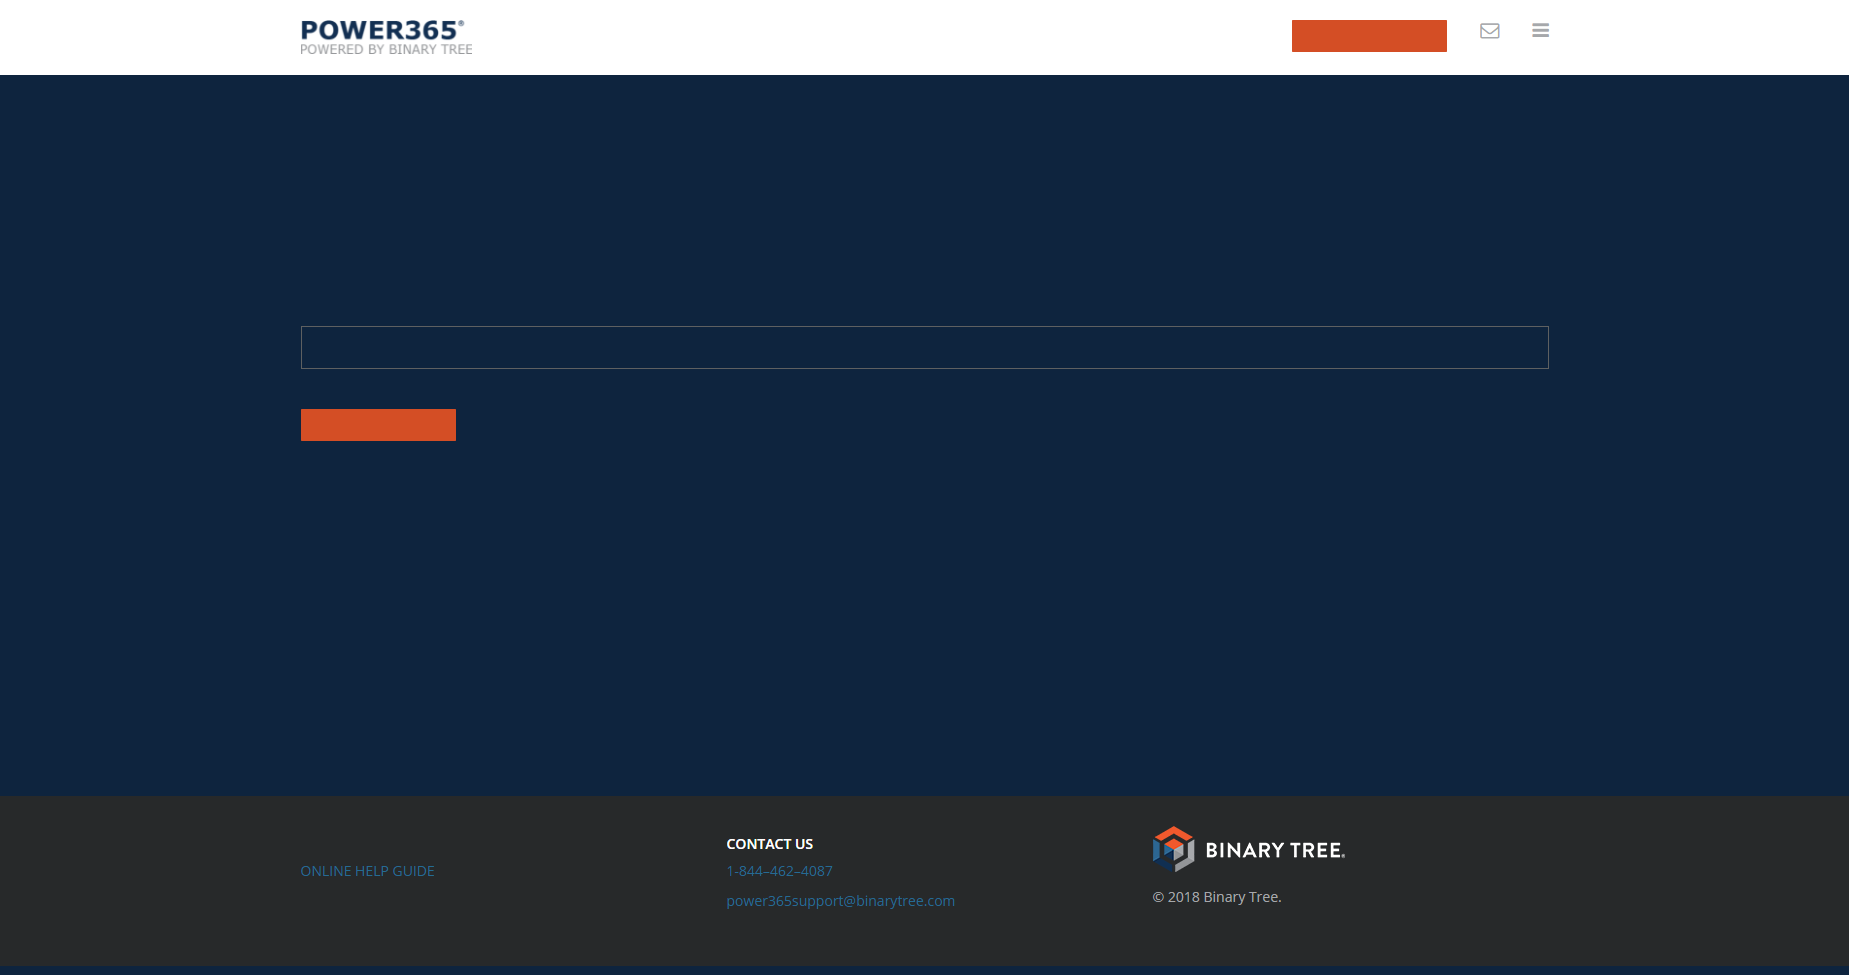 POWER365®
POWERED BY BINARY TREE
ONLINE HELP GUIDE
CONTACT US
1-844–462–4087
power365support@binarytree.com
BINARY TREE®
© 2018 Binary Tree.